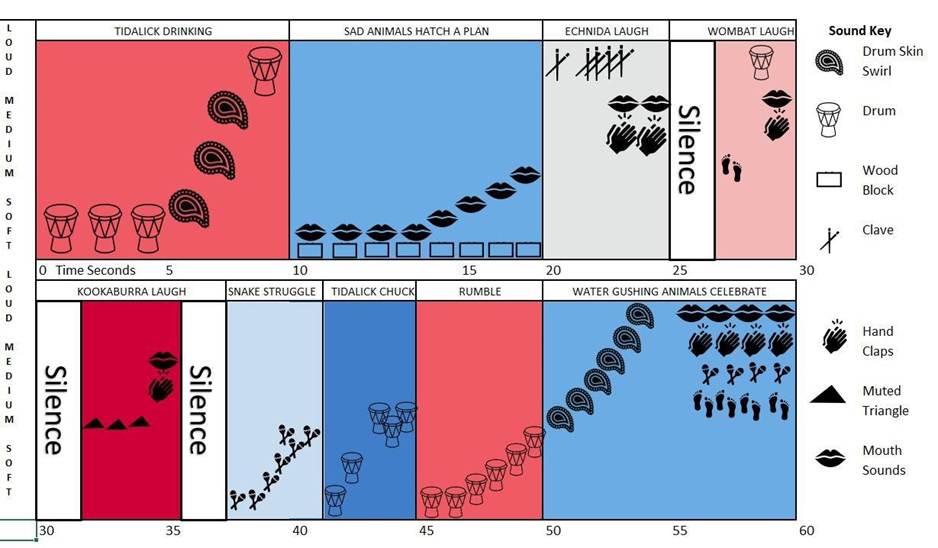 TIDALICK DRINKING
SAD ANIMALS HATCH A PLAN
ECHNIDA LAUGH
WOMBAT LAUGH
LOUD MEDIUM SOFT
Silence
0 Time Seconds 5 10 15 20 25 30
KOOKABURRA LAUGH
SNAKE STRUGGLE
TIDALICK CHUCK
RUMBLE
WATER GUSHING ANIMALS CELEBRATE
LOUD MEDIUM SOFT
Silence
Silence
30 35 40 45 50 55 60
Sound Key
Drum Skin
Swirl
Drum
Wood
Block
Clave
Hand
Claps
Muted
Triangle
Mouth
Sounds